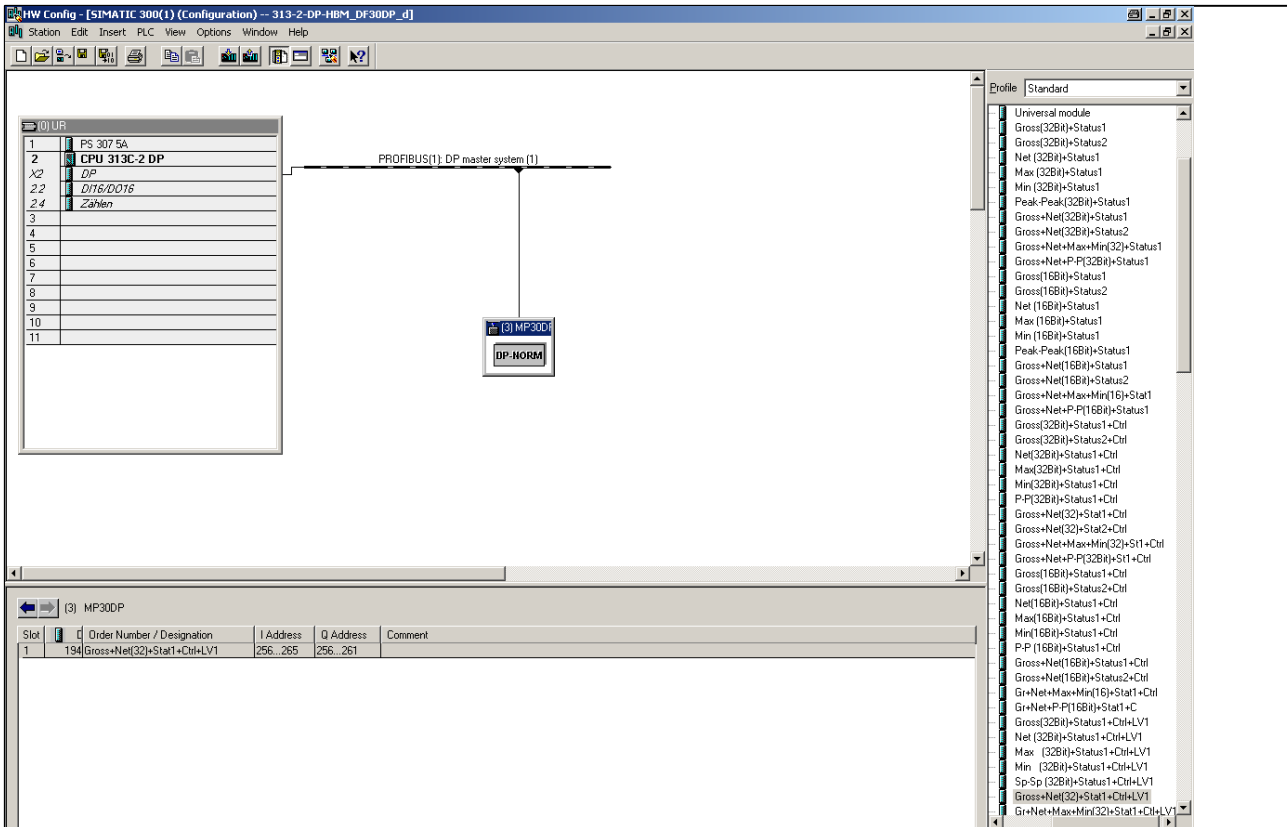 HW Config - [SIMATIC 300(1) (Configuration) -- 313-2-DP-HBM_DF30DP_d]
Station Edit Insert PLC View Options Window Help
Profile Standard
(0) UR
1 PS 307 5A
2 CPU 313C-2 DP
X2 DP
2.2 DI16/DO16
2.4 Zählen
3
4
5
6
7
8
9
10
11
PROFIBUS(1): DP master system (1)
(3) MP30DP
DP-NORM
Universal module
Gross(32Bit)+Status1
Gross(32Bit)+Status2
Net (32Bit)+Status1
Max (32Bit)+Status1
Min (32Bit)+Status1
Peak-Peak(32Bit)+Status1
Gross+Net(32Bit)+Status1
Gross+Net(32Bit)+Status2
Gross+Net+Max+Min(32)+Status1
Gross+Net+P-P(32Bit)+Status1
Gross(16Bit)+Status1
Gross(16Bit)+Status2
Net (16Bit)+Status1
Max (16Bit)+Status1
Min (16Bit)+Status1
Peak-Peak(16Bit)+Status1
Gross+Net(16Bit)+Status1
Gross+Net(16Bit)+Status2
Gross+Net+Max+Min(16)+Stat1
Gross+Net+P-P(16Bit)+Status1
Gross(32Bit)+Status1+Ctrl
Gross(32Bit)+Status2+Ctrl
Net(32Bit)+Status1+Ctrl
Max(32Bit)+Status1+Ctrl
Min(32Bit)+Status1+Ctrl
P-P(32Bit)+Status1+Ctrl
Gross+Net(32)+Stat1+Ctrl
Gross+Net(32)+Stat2+Ctrl
Gross+Net+Max+Min(32)+St1+Ctrl
Gross+Net+P-P(32Bit)+St1+Ctrl
Gross(16Bit)+Status1+Ctrl
Gross(16Bit)+Status2+Ctrl
Net(16Bit)+Status1+Ctrl
Max(16Bit)+Status1+Ctrl
Min(16Bit)+Status1+Ctrl
P-P (16Bit)+Status1+Ctrl
Gross+Net(16Bit)+Status1+Ctrl
Gross+Net(16Bit)+Status2+Ctrl
Gr+Net+Max+Min(16)+Stat1+Ctrl
Gr+Net+P-P(16Bit)+Stat1+C
Gross(32Bit)+Status1+Ctrl+LV1
Net (32Bit)+Status1+Ctrl+LV1
Max (32Bit)+Status1+Ctrl+LV1
Min (32Bit)+Status1+Ctrl+LV1
Sp-Sp (32Bit)+Status1+Ctrl+LV1
Gross+Net(32)+Stat1+Ctrl+LV1
Gr+Net+Max+Min(32)+Stat1+Ctl+LV1
(3) MP30DP
Slot D Order Number / Designation I Address Q Address Comment
1 194 Gross+Net(32)+Stat1+Ctrl+LV1 256...265 256...261